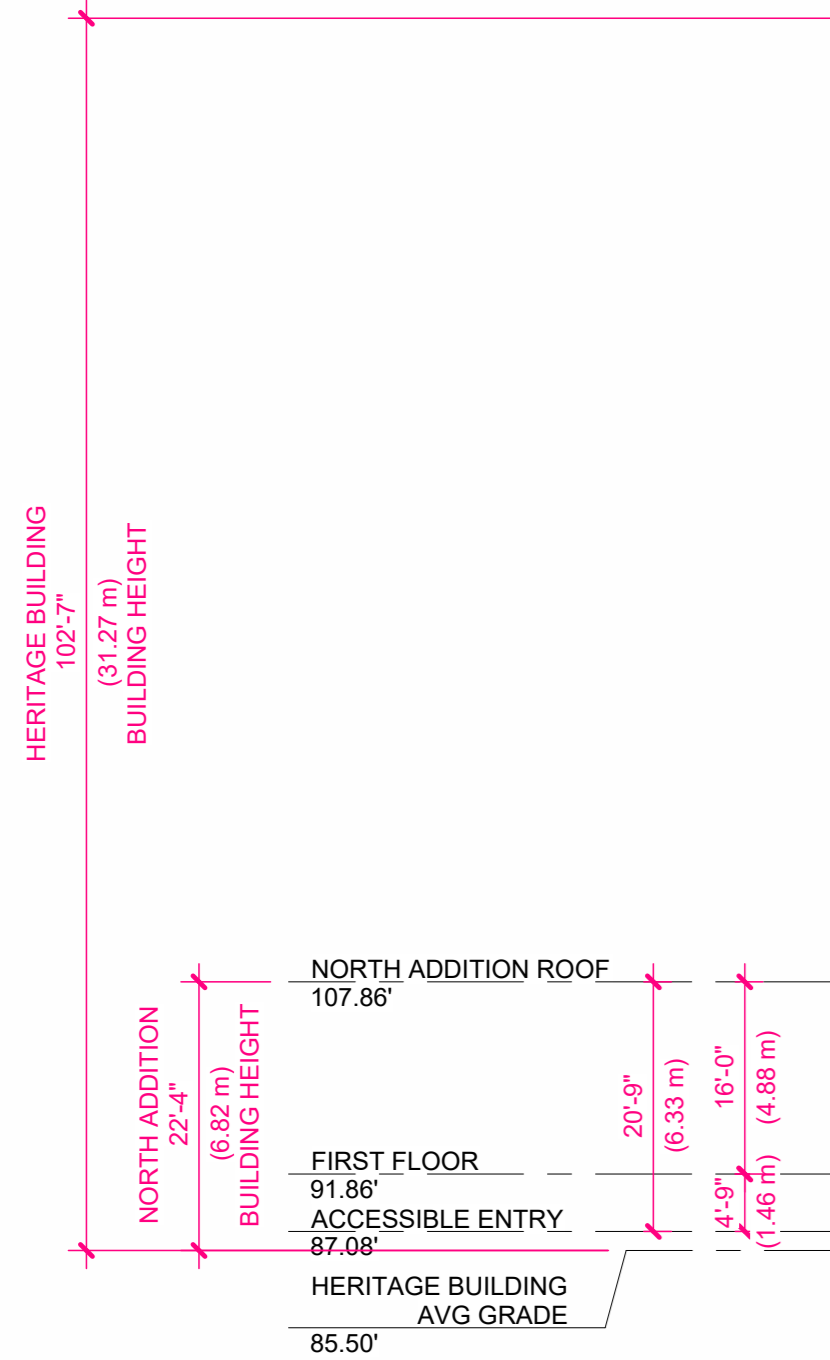 HERITAGE BUILDING
102'-7"
(31.27 m)
BUILDING HEIGHT
NORTH ADDITION
22'-4"
(6.82 m)
BUILDING HEIGHT
NORTH ADDITION ROOF
107.86'
FIRST FLOOR
91.86'
ACCESSIBLE ENTRY
87.08'
HERITAGE BUILDING
AVG GRADE
85.50'
20'-9"
(6.33 m)
16'-0"
(4.88 m)
4'-9"
(1.46 m)